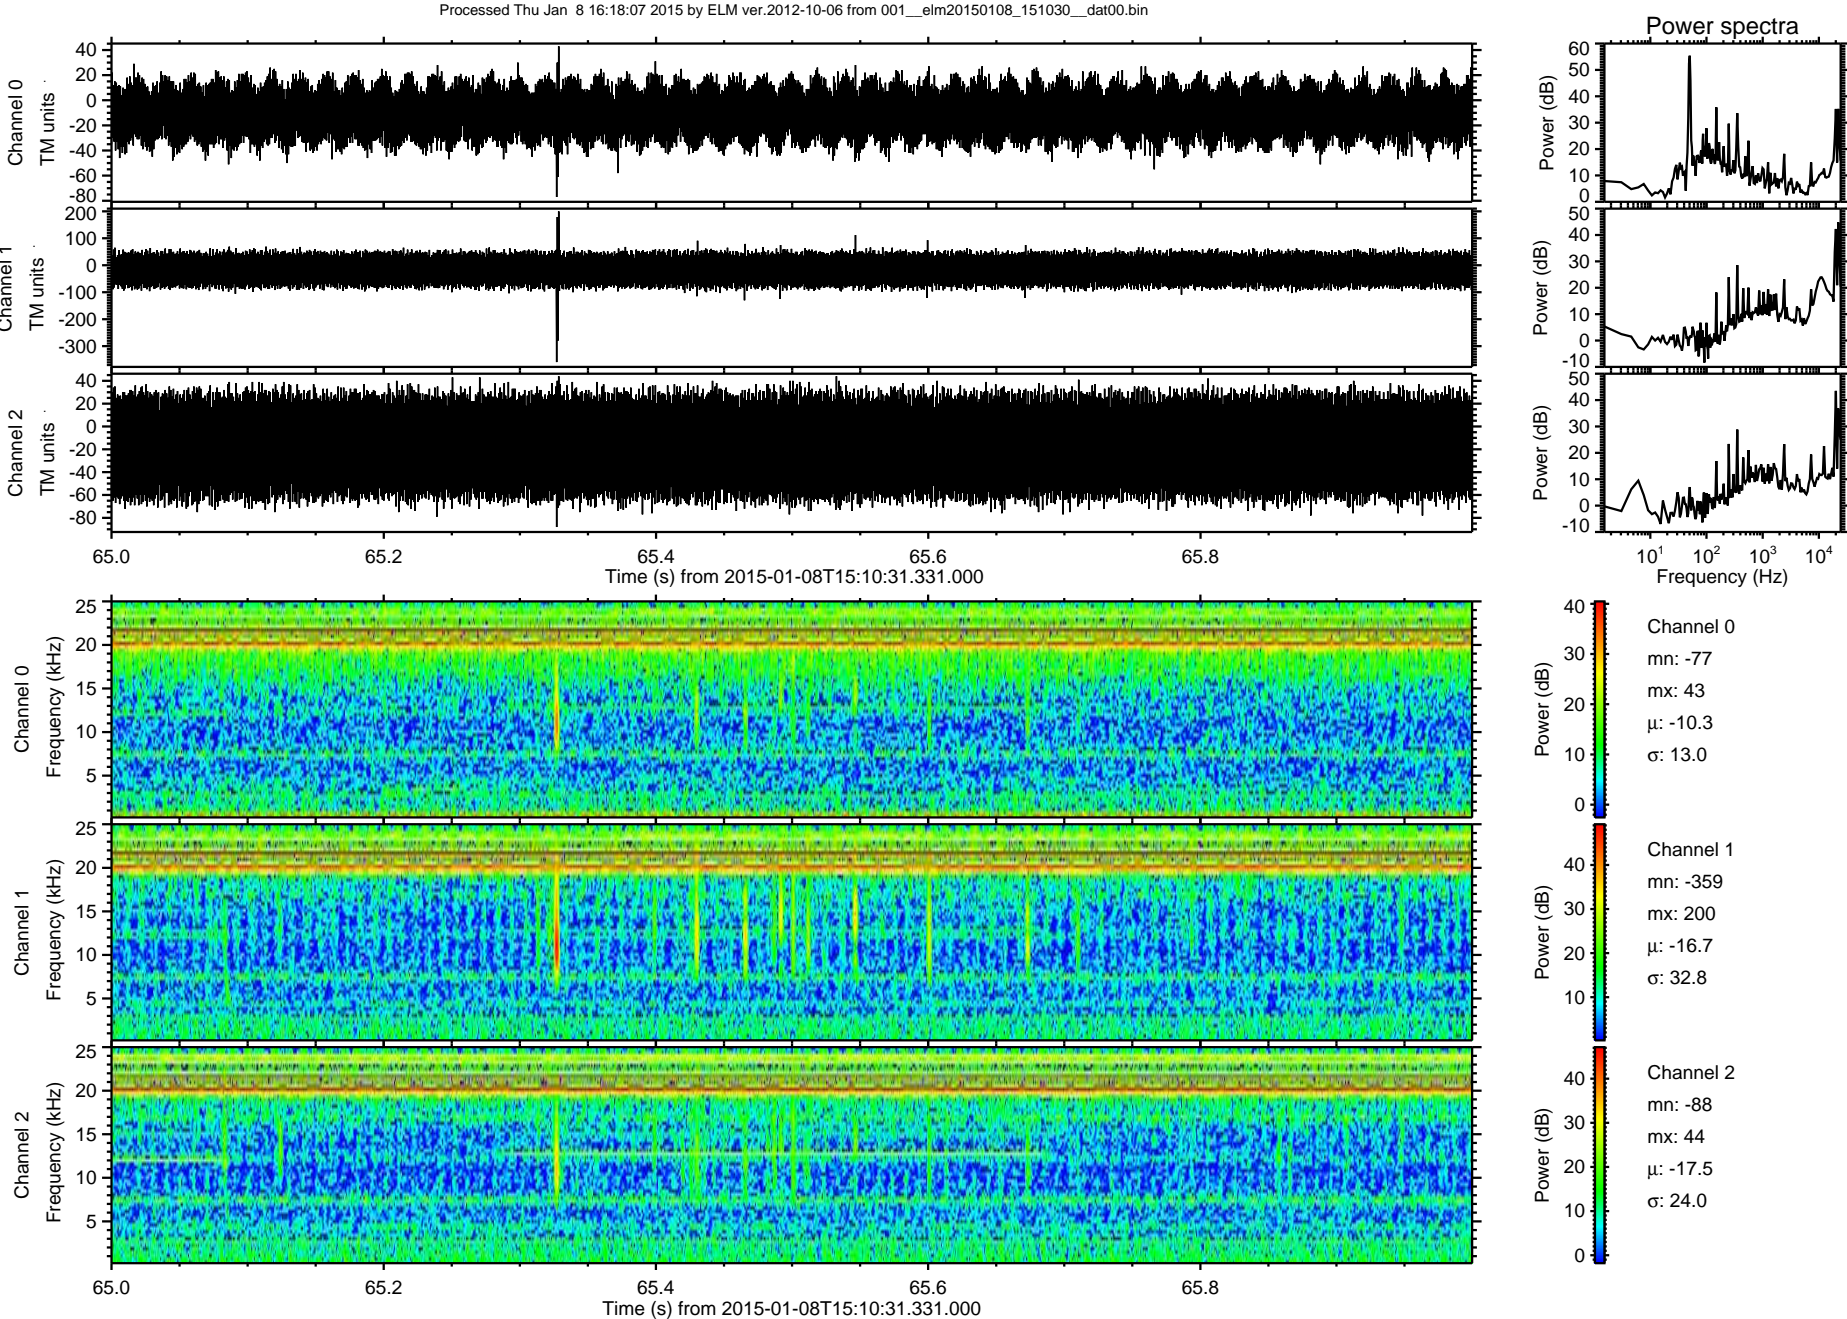 Processed Thu Jan  8 16:18:07 2015 by ELM ver.2012-10-06 from 001__elm20150108_151030__dat00.bin
Power spectra
Channel 0
TM units
40
20
0
-20
-40
-60
-80
Power (dB)
60
50
40
30
20
10
0
Channel 1
TM units
200
100
0
-100
-200
-300
Power (dB)
50
40
30
20
10
0
-10
Channel 2
TM units
40
20
0
-20
-40
-60
-80
Power (dB)
50
40
30
20
10
0
-10
65.0 65.2 65.4 65.6 65.8
Time (s) from 2015-01-08T15:10:31.331.000
10^1 10^2 10^3 10^4
Frequency (Hz)
Channel 0
Frequency (kHz)
25
20
15
10
5
Power (dB)
40
30
20
10
0
Channel 0
mn: -77
mx: 43
μ: -10.3
σ: 13.0
Channel 1
Frequency (kHz)
25
20
15
10
5
Power (dB)
40
30
20
10
Channel 1
mn: -359
mx: 200
μ: -16.7
σ: 32.8
Channel 2
Frequency (kHz)
25
20
15
10
5
Power (dB)
40
30
20
10
0
Channel 2
mn: -88
mx: 44
μ: -17.5
σ: 24.0
65.0 65.2 65.4 65.6 65.8
Time (s) from 2015-01-08T15:10:31.331.000